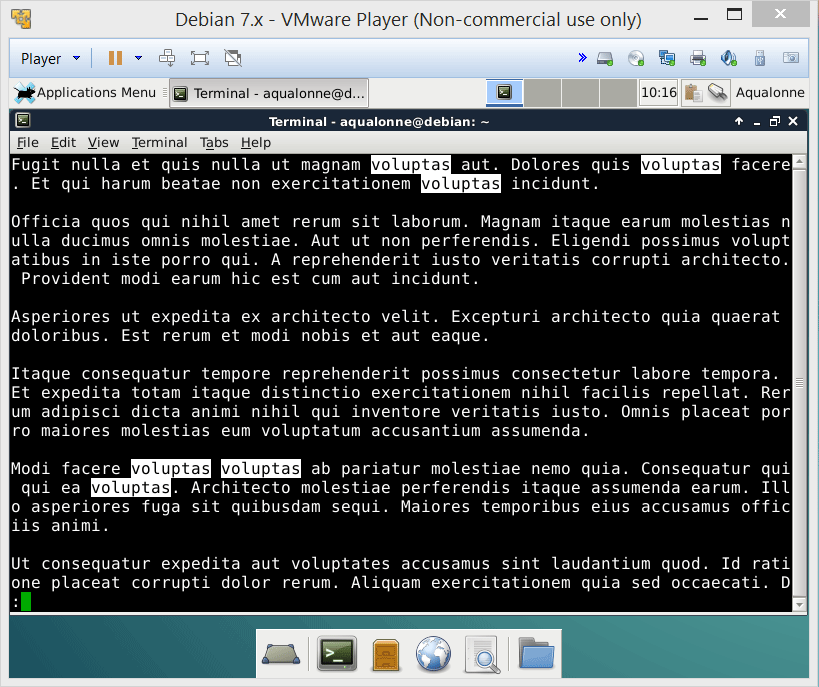 Debian 7.x - VMware Player (Non-commercial use only)
Player
Applications Menu
Terminal - aqualonne@d...
10:16
Aqualonne
Terminal - aqualonne@debian: ~
File Edit View Terminal Tabs Help
Fugit nulla et quis nulla ut magnam voluptas aut. Dolores quis voluptas facere
. Et qui harum beatae non exercitationem voluptas incidunt.
Officia quos qui nihil amet rerum sit laborum. Magnam itaque earum molestias n
ulla ducimus omnis molestiae. Aut ut non perferendis. Eligendi possimus volupt
atibus in iste porro qui. A reprehenderit iusto veritatis corrupti architecto.
Provident modi earum hic est cum aut incidunt.
Asperiores ut expedita ex architecto velit. Excepturi architecto quia quaerat
doloribus. Est rerum et modi nobis et aut eaque.
Itaque consequatur tempore reprehenderit possimus consectetur labore tempora.
Et expedita totam itaque distinctio exercitationem nihil facilis repellat. Rer
um adipisci dicta animi nihil qui inventore veritatis iusto. Omnis placeat por
ro maiores molestias eum voluptatum accusantium assumenda.
Modi facere voluptas voluptas ab pariatur molestiae nemo quia. Consequatur qui
qui ea voluptas. Architecto molestiae perferendis itaque assumenda earum. Ill
o asperiores fuga sit quibusdam sequi. Maiores temporibus eius accusamus offic
iis animi.
Ut consequatur expedita aut voluptates accusamus sint laudantium quod. Id rati
one placeat corrupti dolor rerum. Aliquam exercitationem quia sed occaecati. D
: